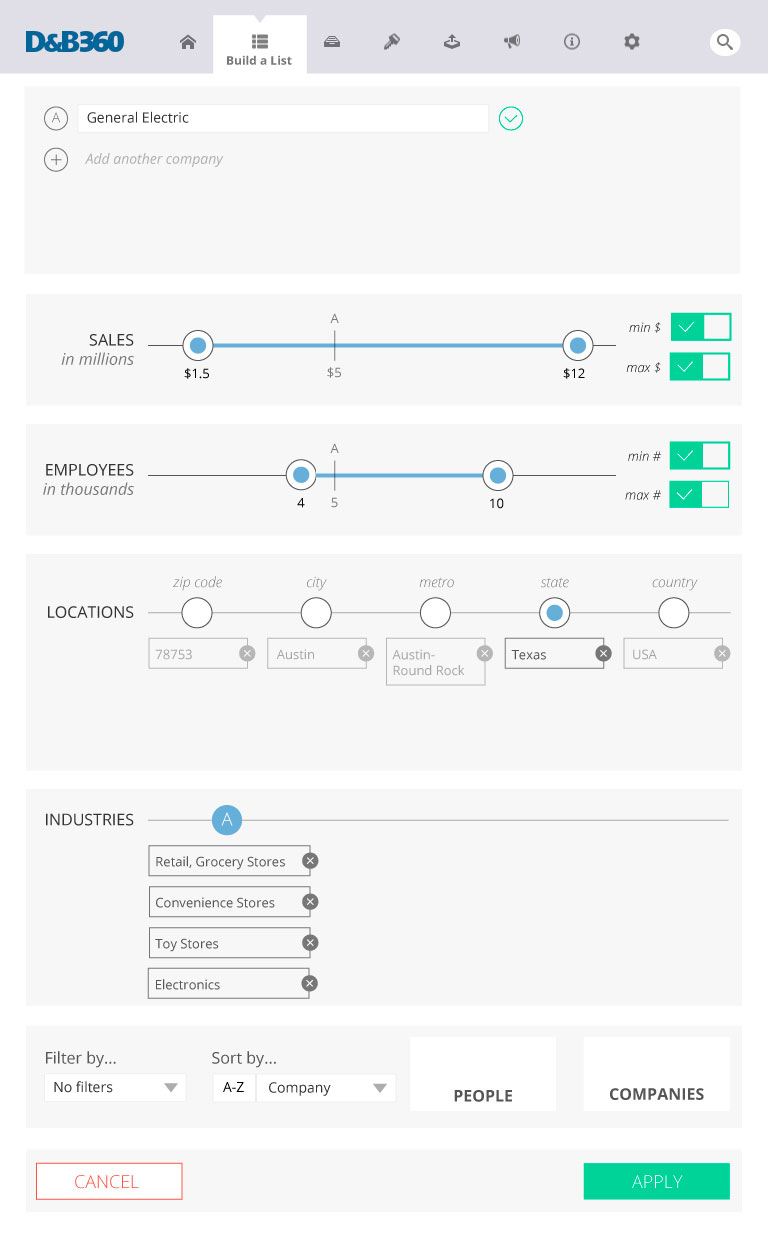 D&B360
Build a List
A General Electric
Add another company
A
SALES
in millions
$1.5 $5 $12
min $
max $
A
EMPLOYEES
in thousands
4 5 10
min #
max #
zip code city metro state country
LOCATIONS
78753 Austin Austin- Texas USA
Round Rock
INDUSTRIES A
Retail, Grocery Stores
Convenience Stores
Toy Stores
Electronics
Filter by... Sort by...
No filters A-Z Company
PEOPLE COMPANIES
CANCEL APPLY